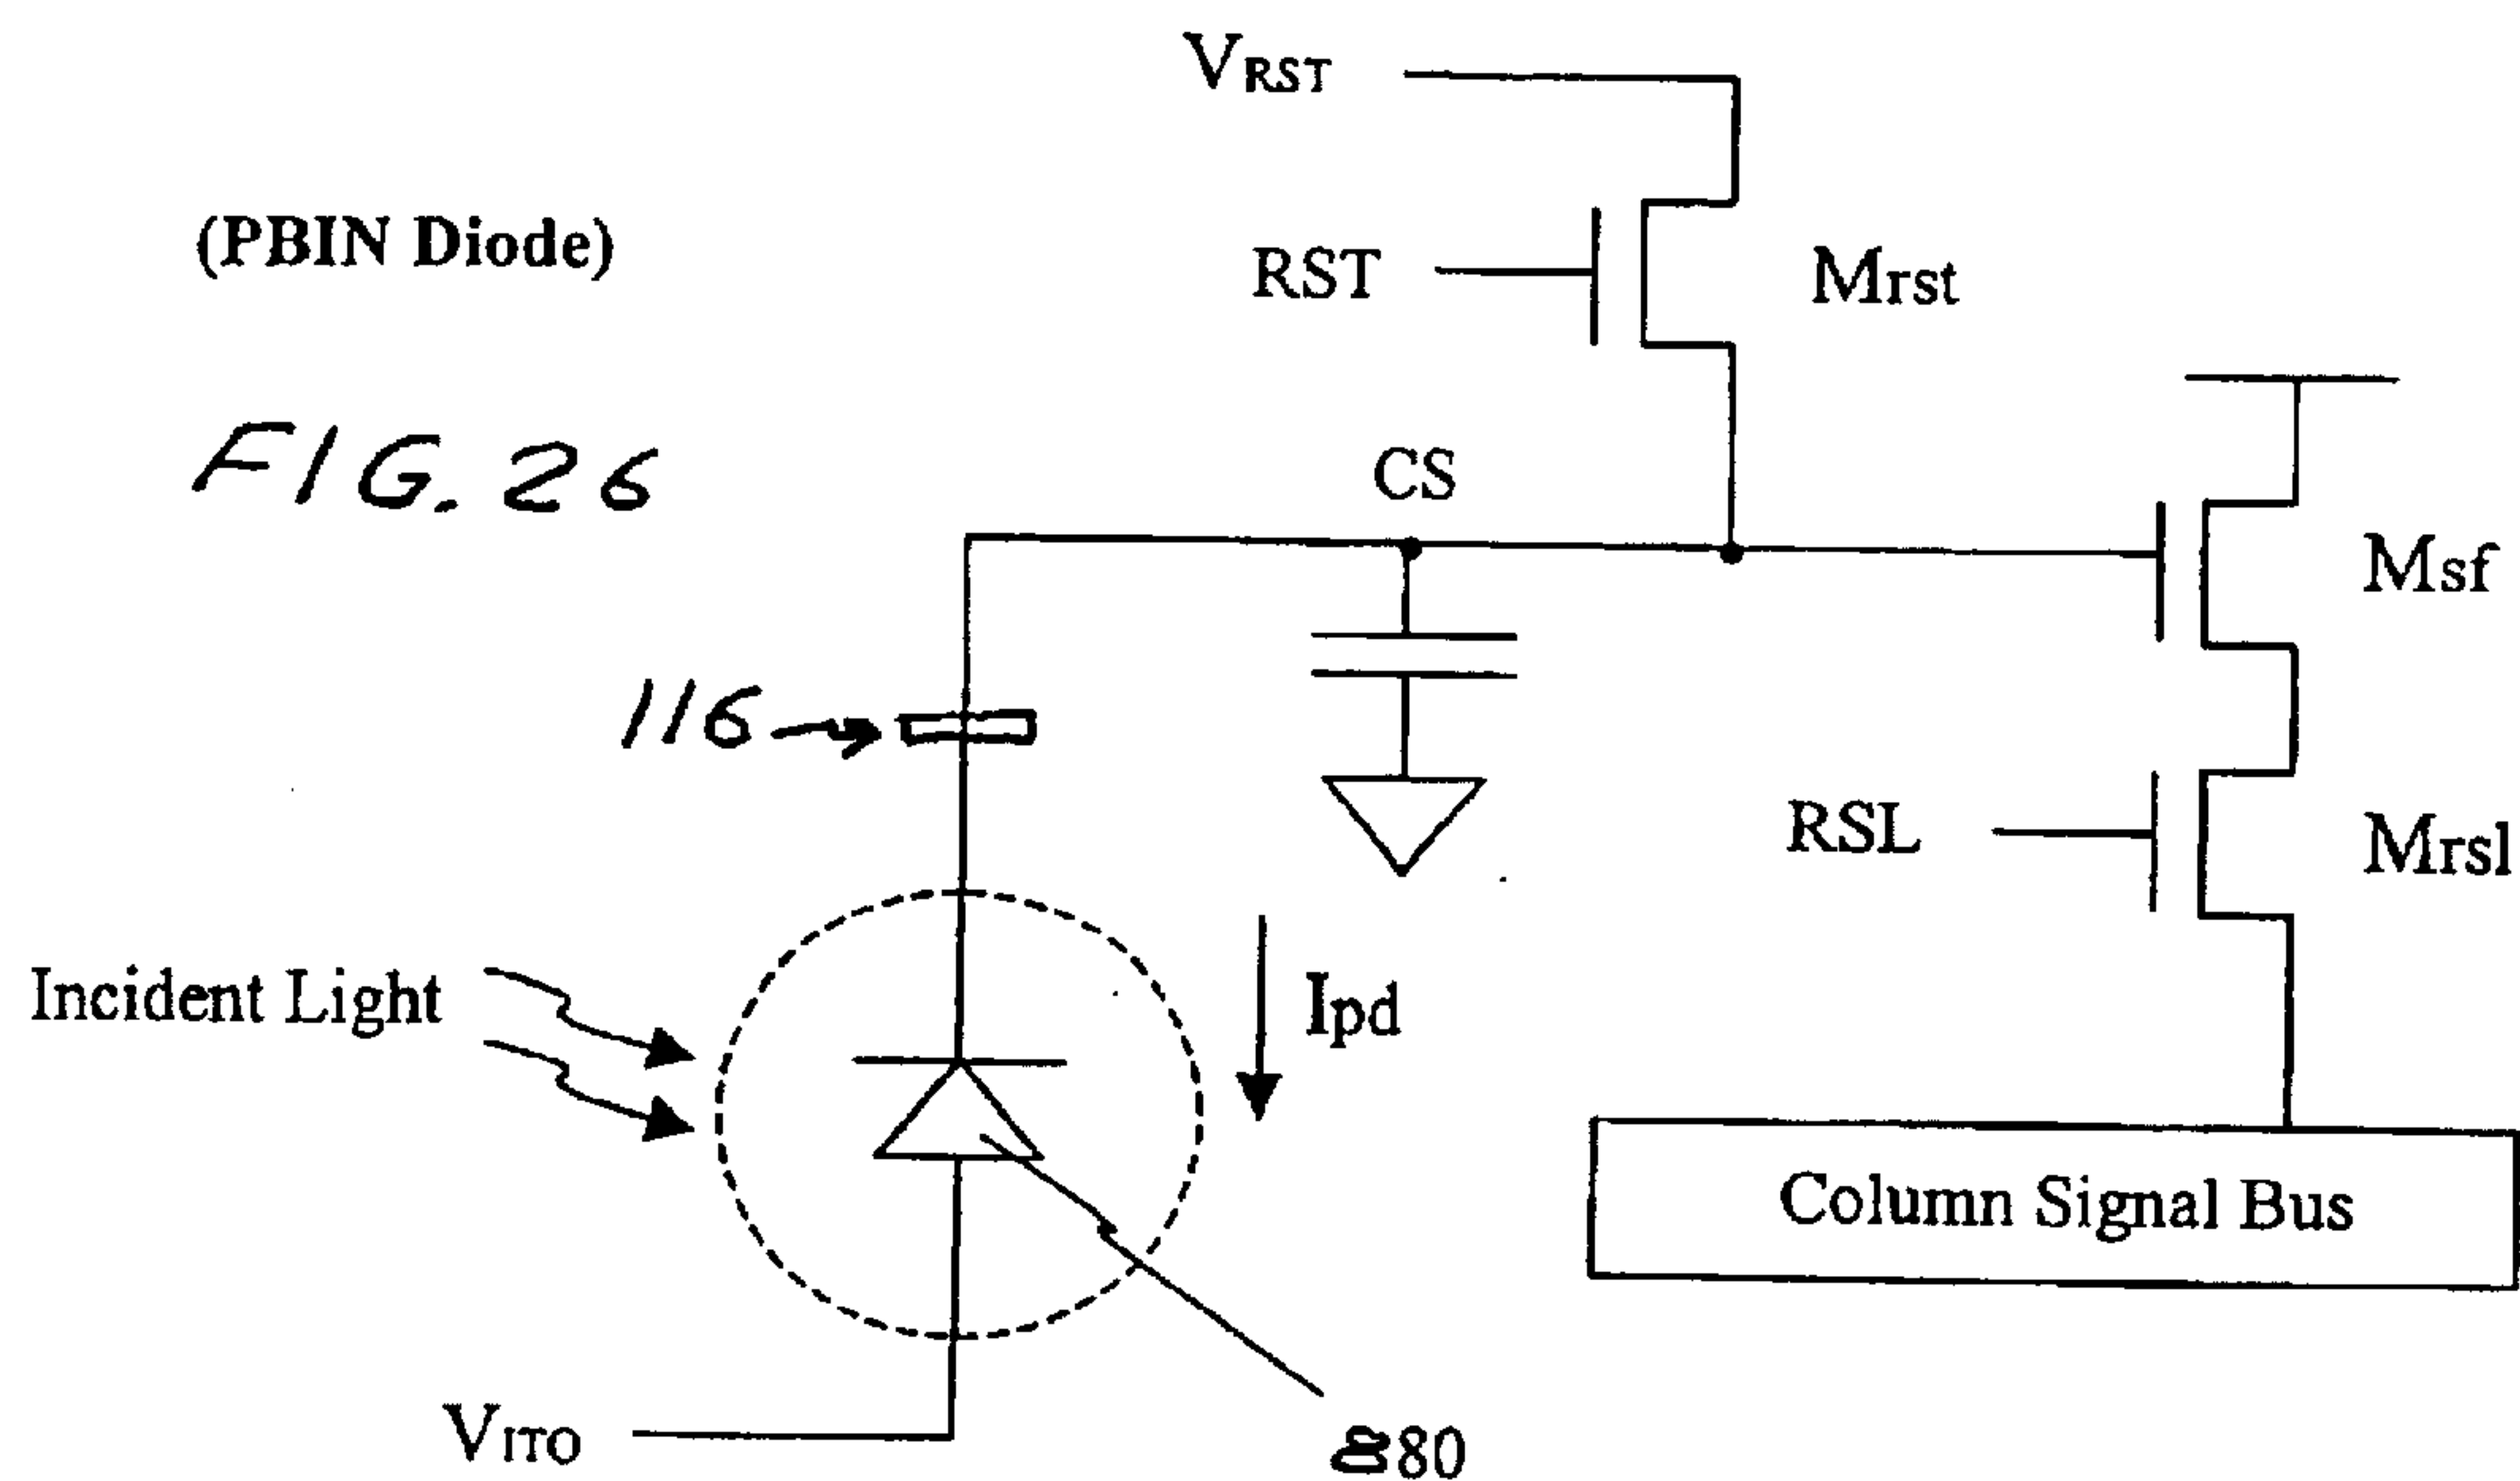 VRST
(PBIN Diode)
RST
Mrst
FIG. 26
CS
Msf
116
RSL
Mrsl
Incident Light
Ipd
Column Signal Bus
VITO
880